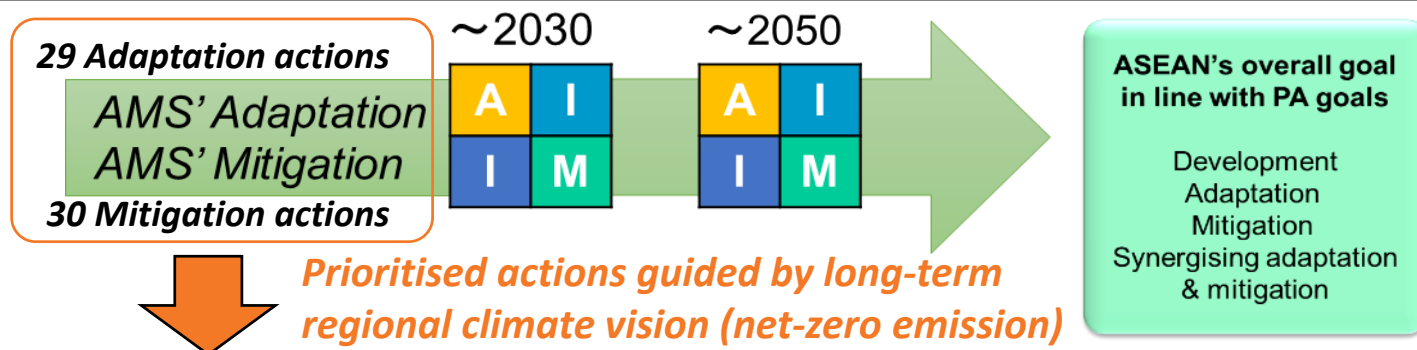 29 Adaptation actions
AMS' Adaptation
AMS' Mitigation
30 Mitigation actions
~2030
A I
I M
~2050
A I
I M
ASEAN's overall goal
in line with PA goals
Development
Adaptation
Mitigation
Synergising adaptation
& mitigation
Prioritised actions guided by long-term
regional climate vision (net-zero emission)